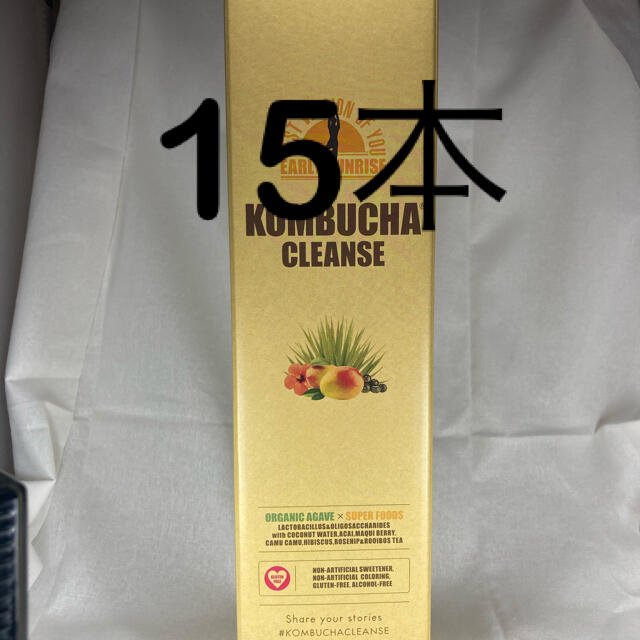 15本
EARLY SUNRISE
KOMBUCHA®
CLEANSE
ORGANIC AGAVE × SUPER FOODS
LACTOBACILLUS&OLIGOSACCHARIDES
with COCONUT WATER,ACAI,MAQUI BERRY,
CAMU CAMU,HIBISCUS,ROSEHIP&ROOIBOS TEA
GLUTEN
FREE
NON-ARTIFICIAL SWEETENER,
NON-ARTIFICIAL COLORING,
GLUTEN-FREE, ALCOHOL-FREE
Share your stories
#KOMBUCHACLEANSE